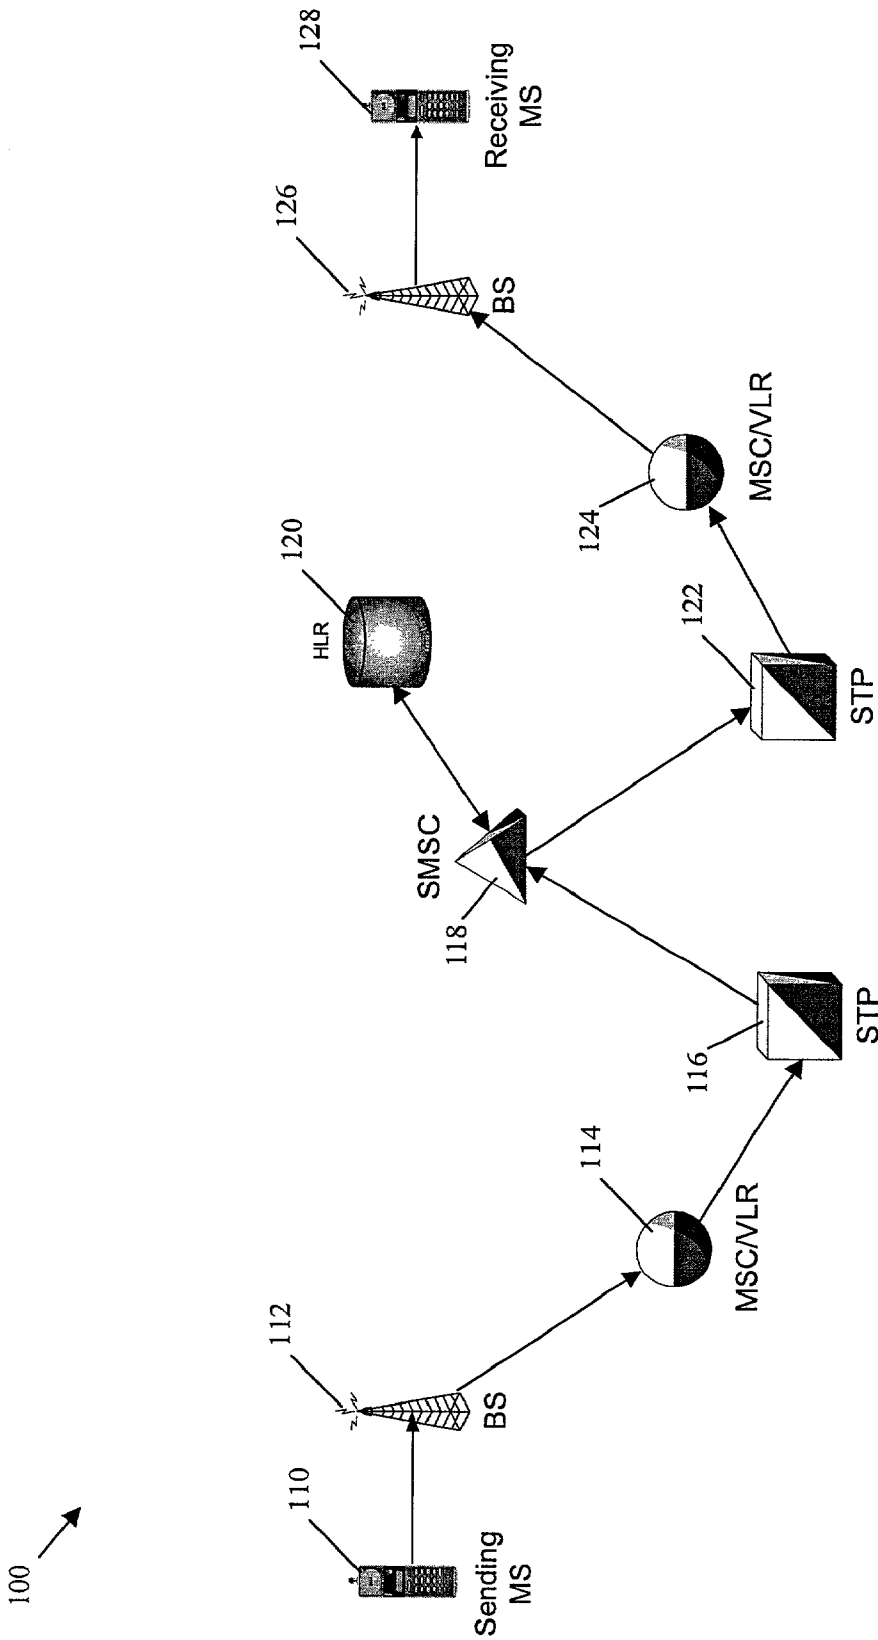 100
110
Sending
MS
112
BS
114
MSC/VLR
116
STP
SMSC
118
HLR
120
122
STP
124
MSC/VLR
126
BS
128
Receiving
MS